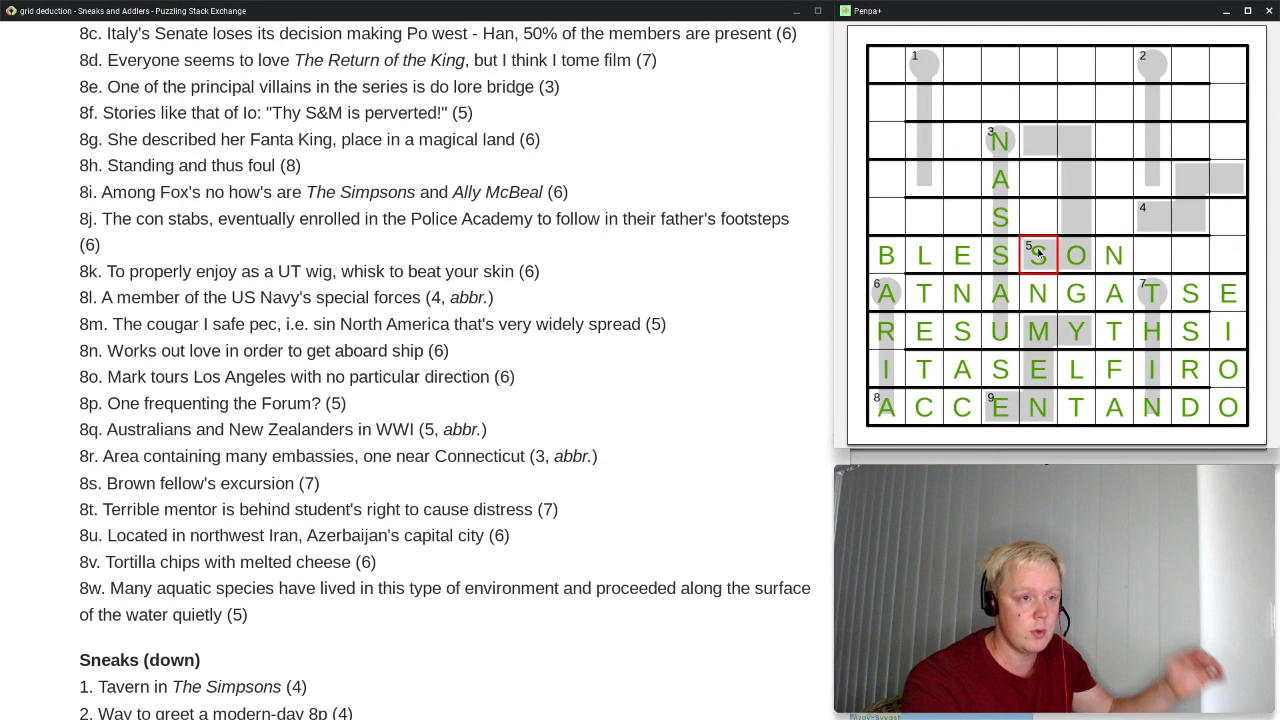 grid deduction - Sneaks and Addlers - Puzzling Stack Exchange
Penpa+
8c. Italy's Senate loses its decision making Po west - Han, 50% of the members are present (6)
8d. Everyone seems to love The Return of the King, but I think I tome film (7)
8e. One of the principal villains in the series is do lore bridge (3)
8f. Stories like that of Io: "Thy S&M is perverted!" (5)
8g. She described her Fanta King, place in a magical land (6)
8h. Standing and thus foul (8)
8i. Among Fox's no how's are The Simpsons and Ally McBeal (6)
8j. The con stabs, eventually enrolled in the Police Academy to follow in their father's footsteps
(6)
8k. To properly enjoy as a UT wig, whisk to beat your skin (6)
8l. A member of the US Navy's special forces (4, abbr.)
8m. The cougar I safe pec, i.e. sin North America that's very widely spread (5)
8n. Works out love in order to get aboard ship (6)
8o. Mark tours Los Angeles with no particular direction (6)
8p. One frequenting the Forum? (5)
8q. Australians and New Zealanders in WWI (5, abbr.)
8r. Area containing many embassies, one near Connecticut (3, abbr.)
8s. Brown fellow's excursion (7)
8t. Terrible mentor is behind student's right to cause distress (7)
8u. Located in northwest Iran, Azerbaijan's capital city (6)
8v. Tortilla chips with melted cheese (6)
8w. Many aquatic species have lived in this type of environment and proceeded along the surface
of the water quietly (5)
Sneaks (down)
1. Tavern in The Simpsons (4)
2. Way to greet a modern-day 8p (4)
1 2
3 N
A
S 4
B L E S 5 S O N
6 A T N A N G A 7 T S E
R E S U M Y T H S I
I T A S E L F I R O
8 A C C 9 E N T A N D O